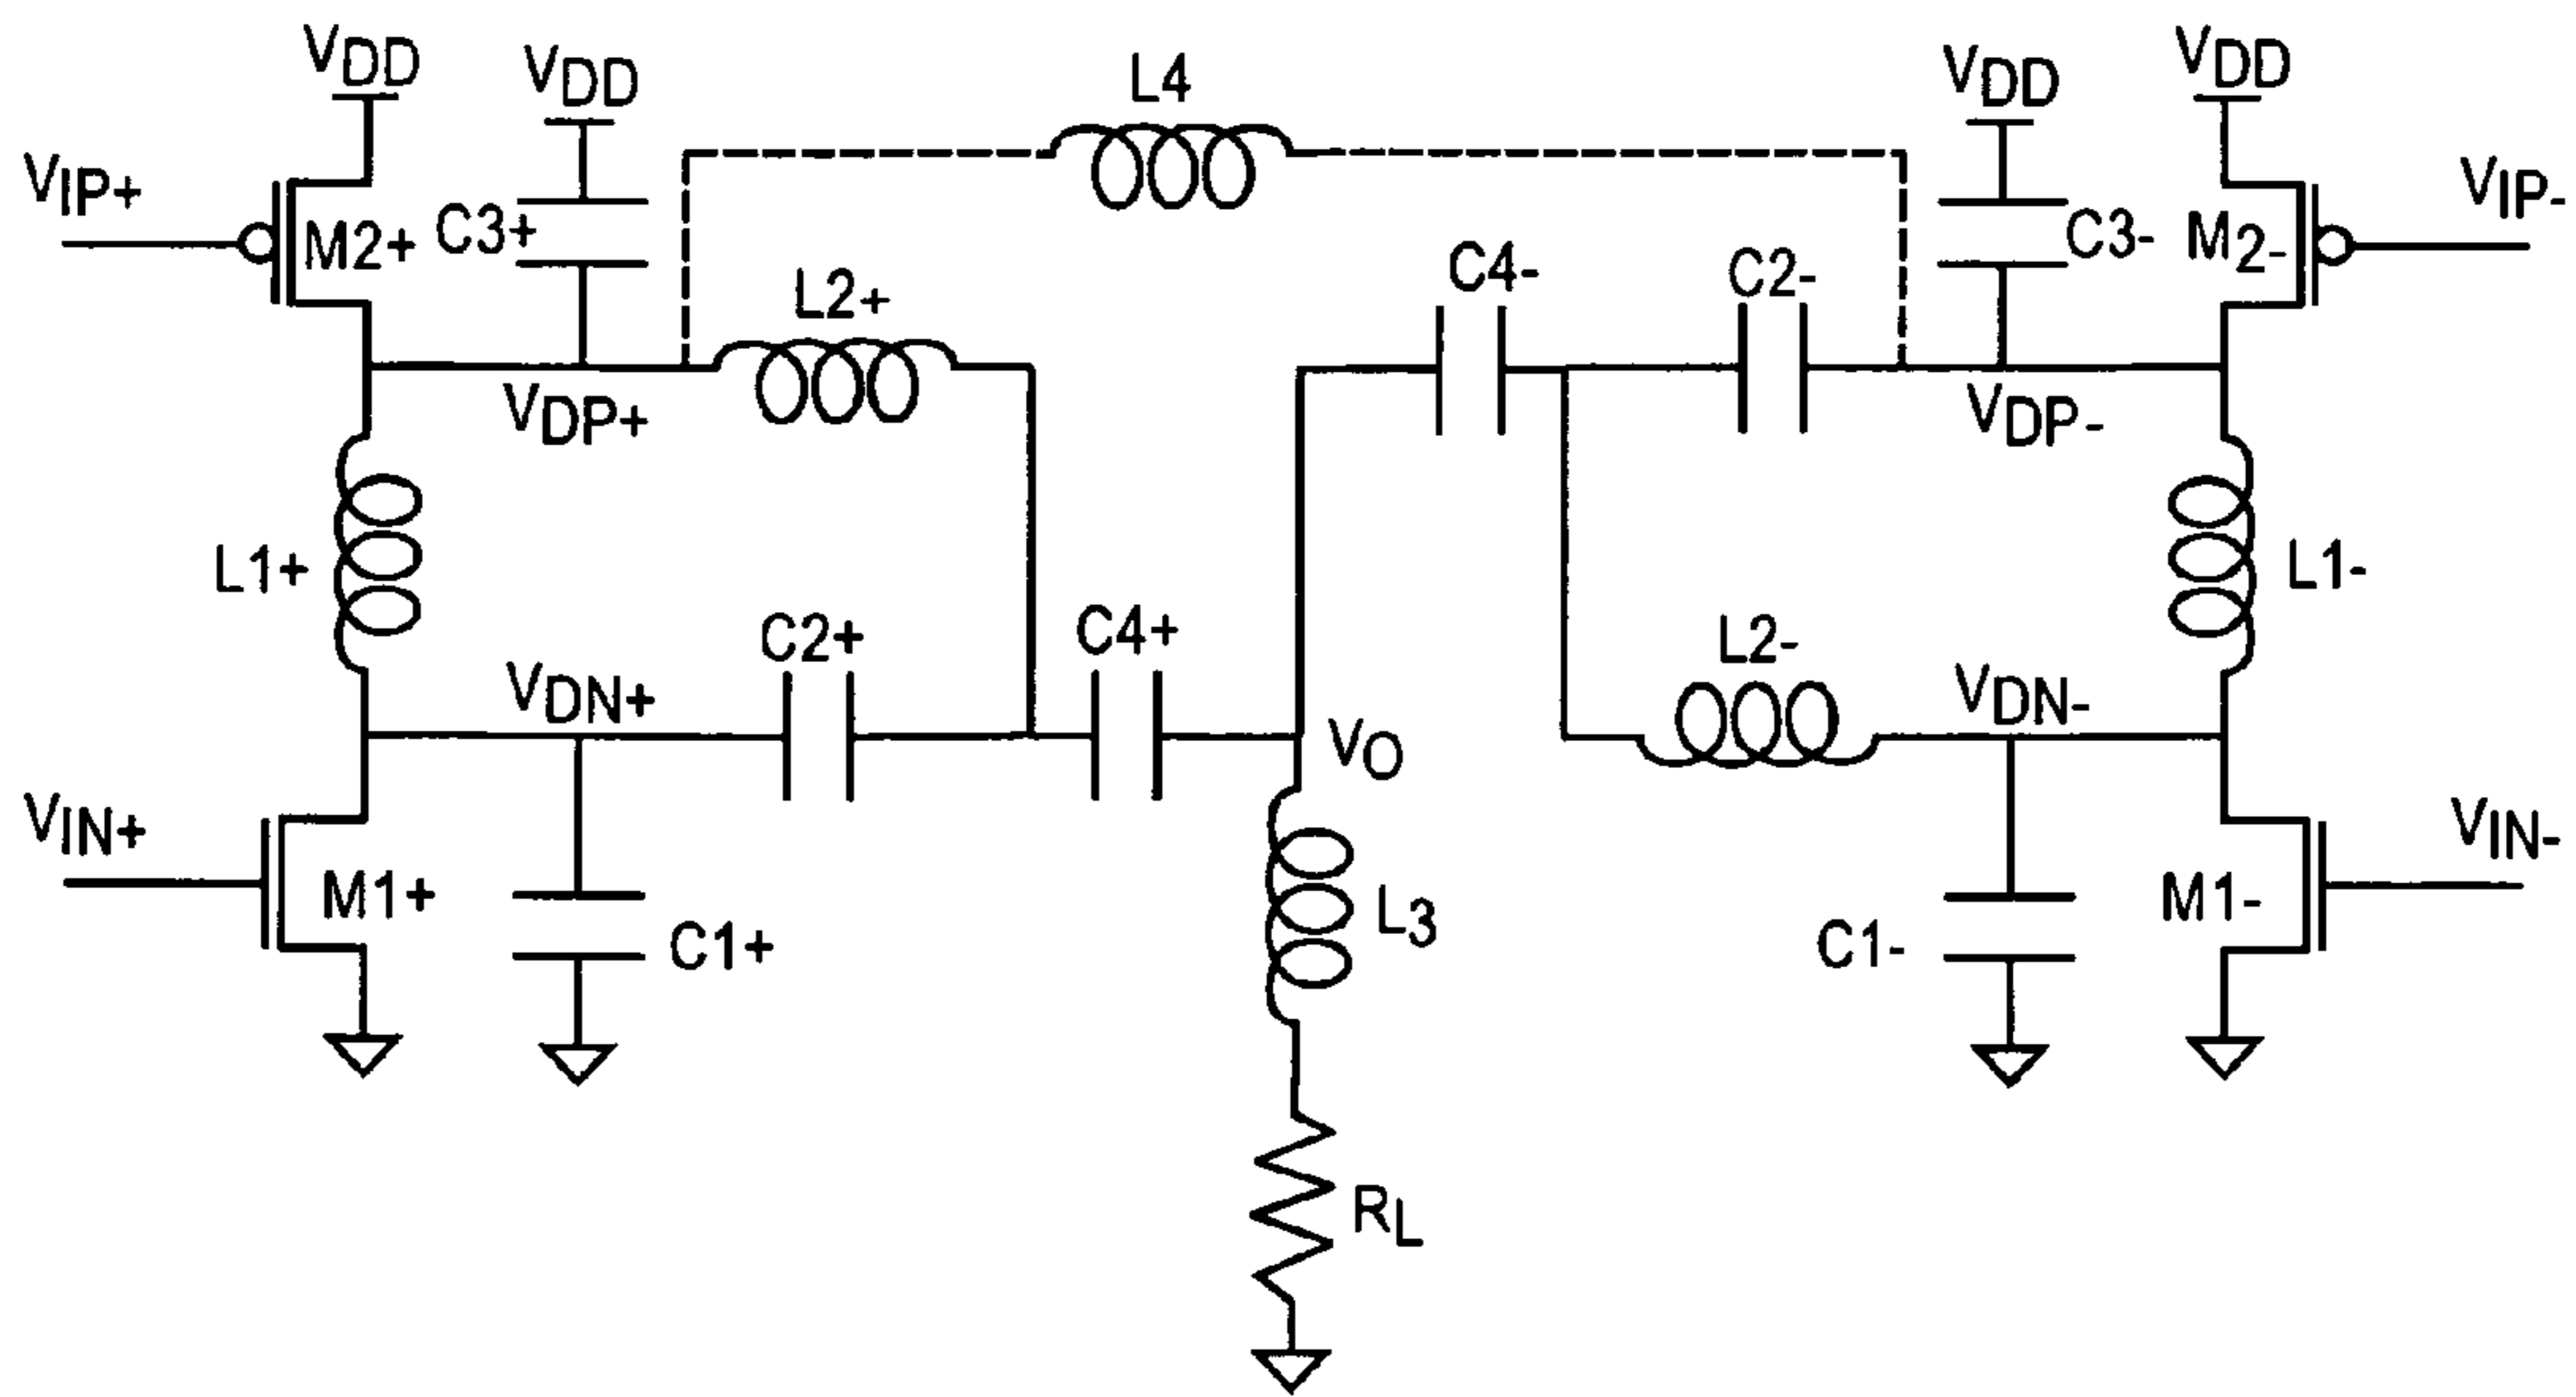 VDD
VDD
L4
VDD
VDD
VIP+
M2+
C3+
L2+
C4-
C2-
C3-
M2-
VIP-
VDP+
VDP-
L1+
L1-
C2+
C4+
L2-
VDN+
VDN-
VO
VIN+
M1+
C1+
L3
C1-
M1-
VIN-
RL